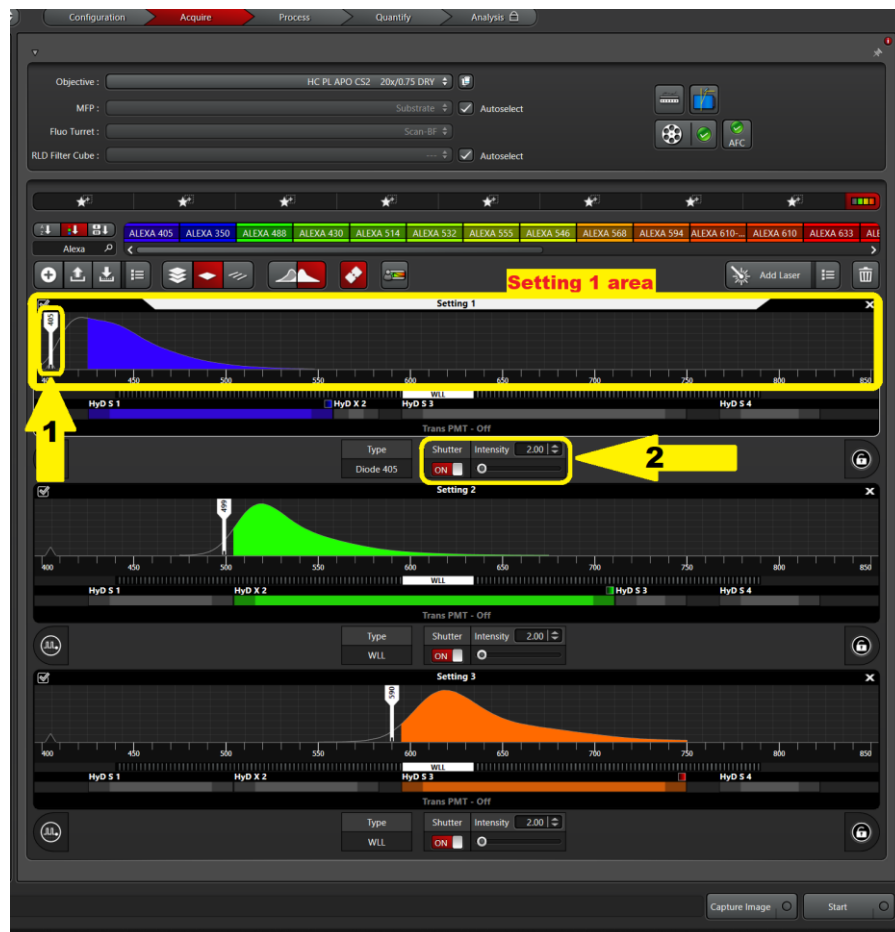 Configuration Acquire Process Quantify Analysis
Objective : HC PL APO CS2 20x/0.75 DRY
MFP : Substrate Autoselect
Fluo Turret : Scan-BF
AFC
RLD Filter Cube : --- Autoselect
ALEXA 405 ALEXA 350 ALEXA 488 ALEXA 430 ALEXA 514 ALEXA 532 ALEXA 555 ALEXA 546 ALEXA 568 ALEXA 594 ALEXA 610-... ALEXA 610 ALEXA 633
Alexa
Add Laser
Setting 1 area
Setting 1
405
400 450 500 550 600 650 700 750 800 850
WLL
HyD S 1 HyD X 2 HyD S 3 HyD S 4
Trans PMT - Off
1
Type Shutter Intensity 2.00
2
Diode 405 ON
Setting 2
499
400 450 500 550 600 650 700 750 800 850
WLL
HyD S 1 HyD X 2 HyD S 3 HyD S 4
Trans PMT - Off
Type Shutter Intensity 2.00
WLL ON
Setting 3
590
400 450 500 550 600 650 700 750 800 850
WLL
HyD S 1 HyD X 2 HyD S 3 HyD S 4
Trans PMT - Off
Type Shutter Intensity 2.00
WLL ON
Capture Image Start